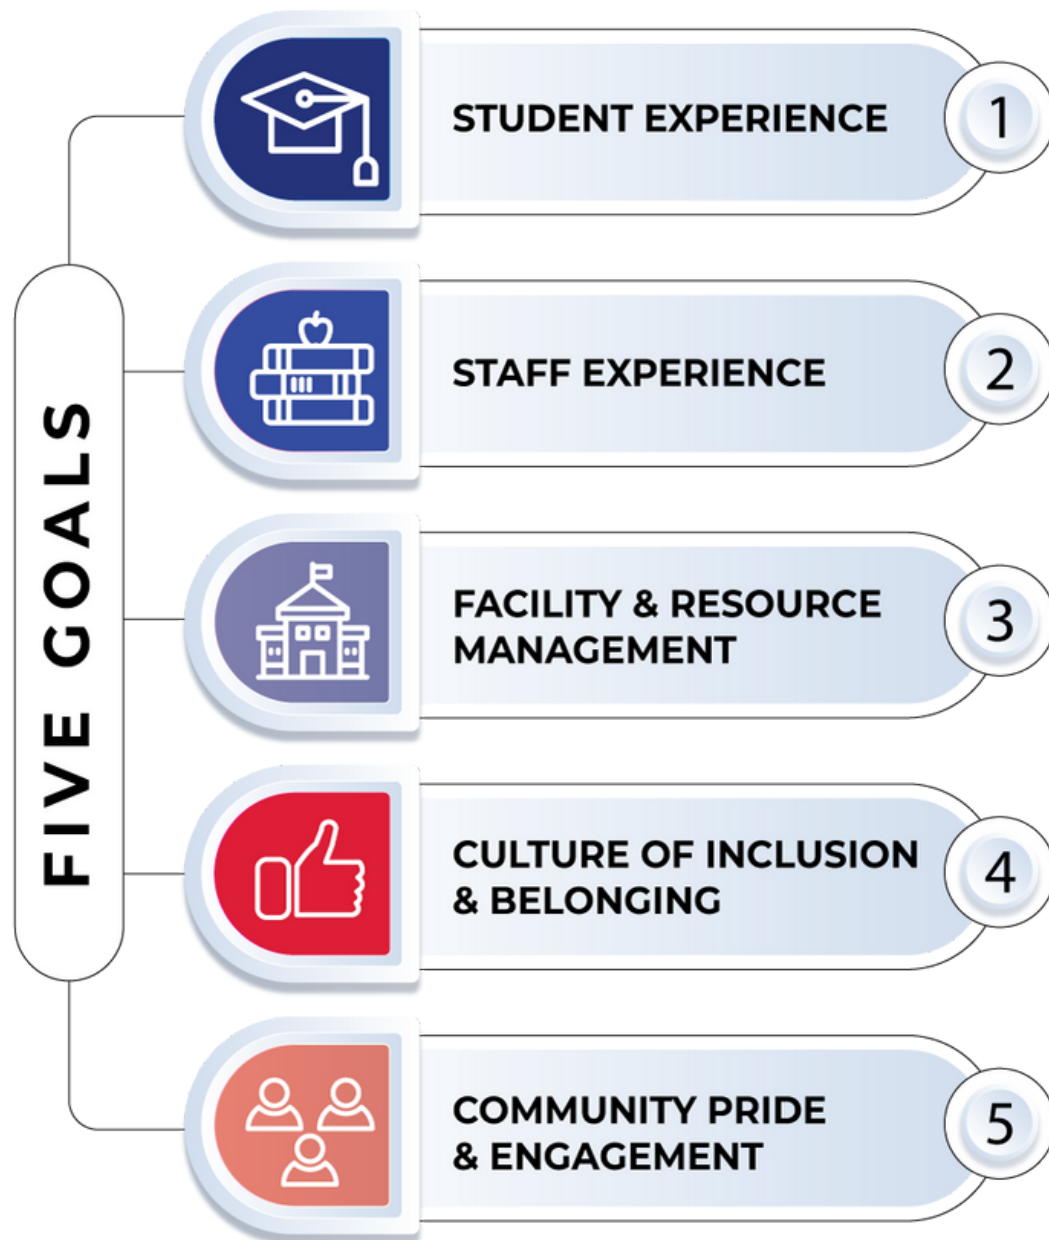 FIVE GOALS
STUDENT EXPERIENCE
1
STAFF EXPERIENCE
2
FACILITY & RESOURCE
MANAGEMENT
3
CULTURE OF INCLUSION
& BELONGING
4
COMMUNITY PRIDE
& ENGAGEMENT
5